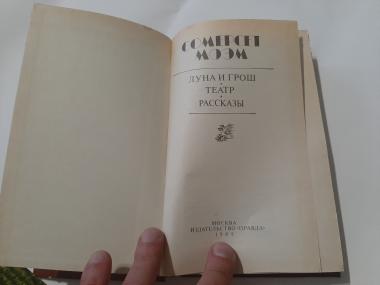 СОМЕРСЕТ
МОЭМ
ЛУНА И ГРОШ
ТЕАТР
РАССКАЗЫ
МОСКВА
ИЗДАТЕЛЬСТВО «ПРАВДА»